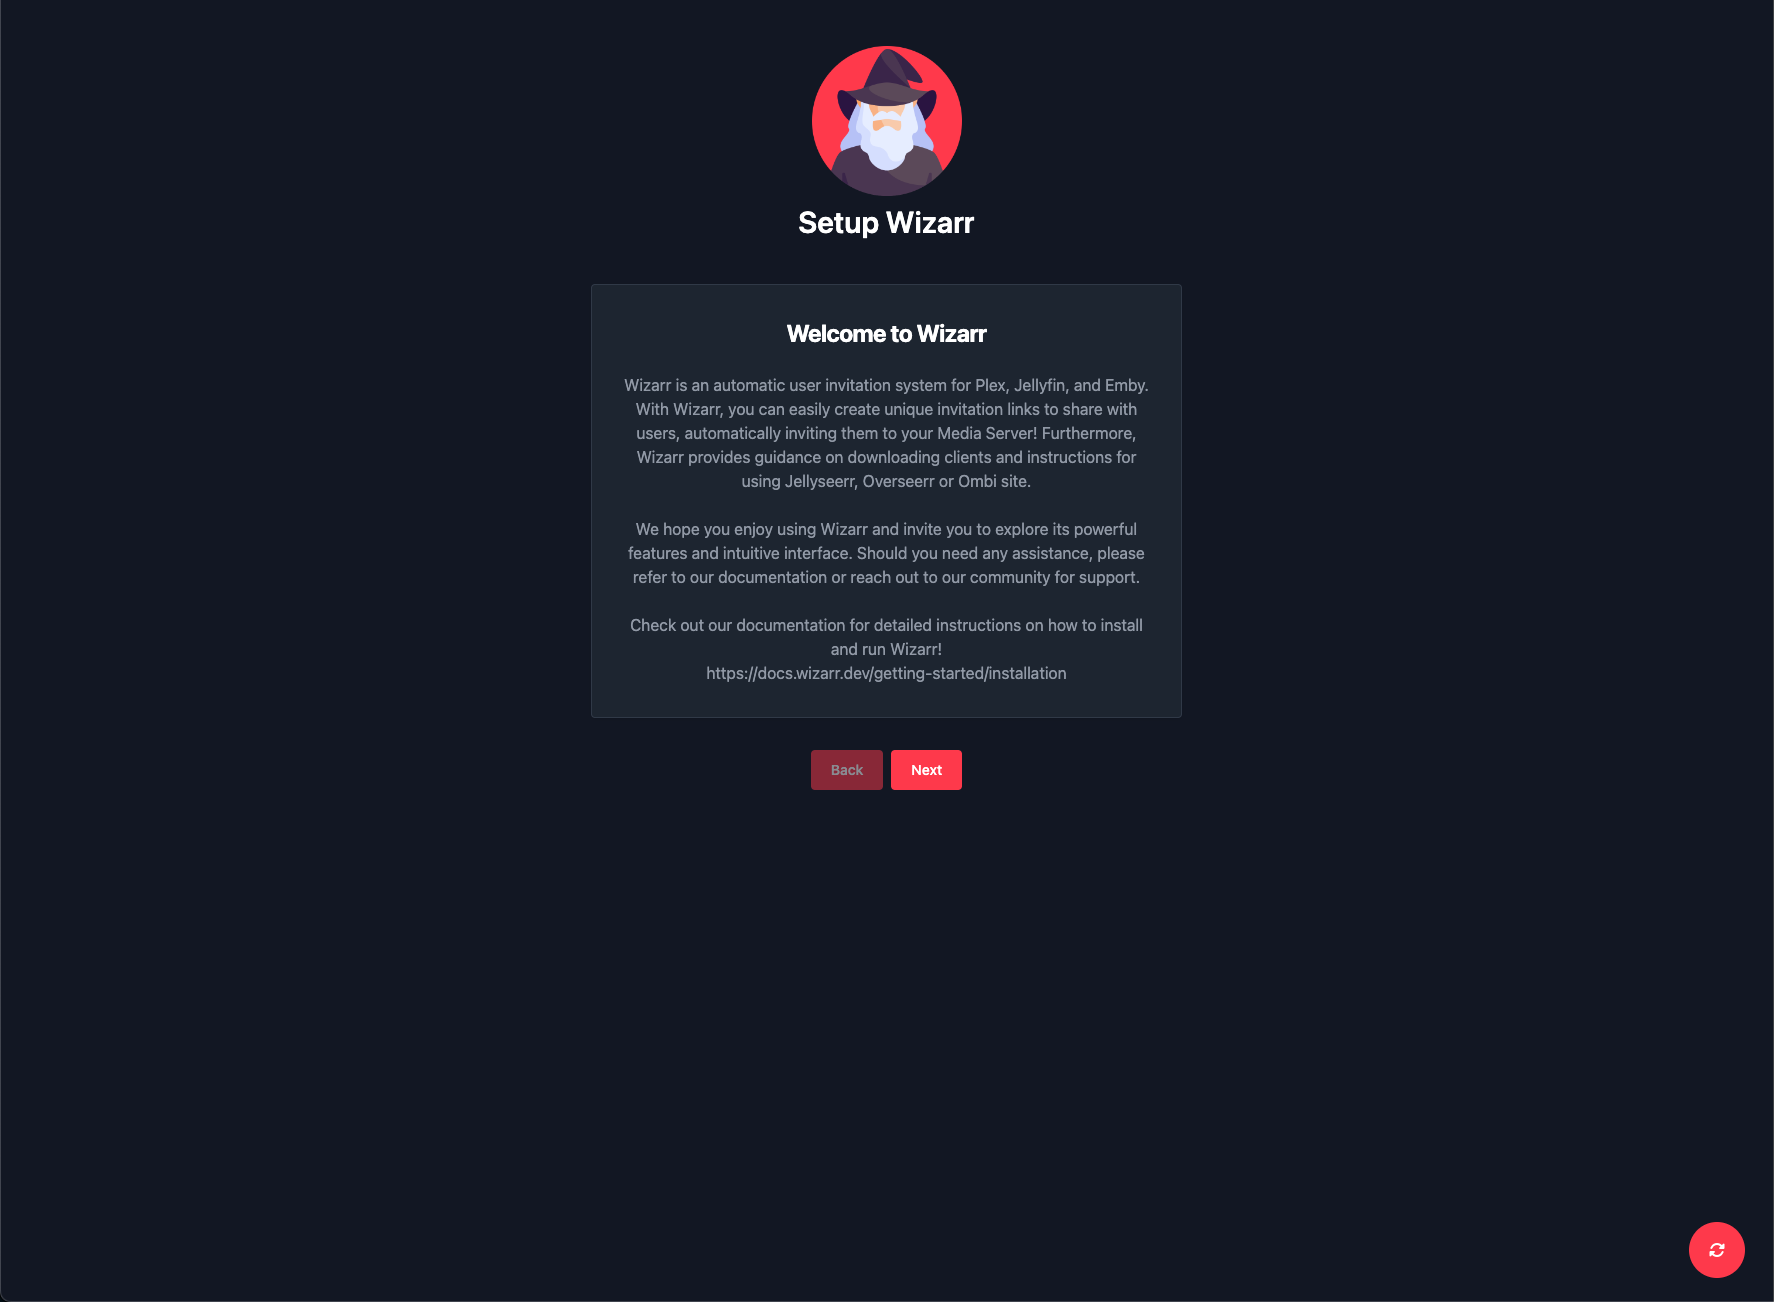 Setup Wizarr
Welcome to Wizarr
Wizarr is an automatic user invitation system for Plex, Jellyfin, and Emby.
With Wizarr, you can easily create unique invitation links to share with
users, automatically inviting them to your Media Server! Furthermore,
Wizarr provides guidance on downloading clients and instructions for
using Jellyseerr, Overseerr or Ombi site.
We hope you enjoy using Wizarr and invite you to explore its powerful
features and intuitive interface. Should you need any assistance, please
refer to our documentation or reach out to our community for support.
Check out our documentation for detailed instructions on how to install
and run Wizarr!
https://docs.wizarr.dev/getting-started/installation
Back
Next